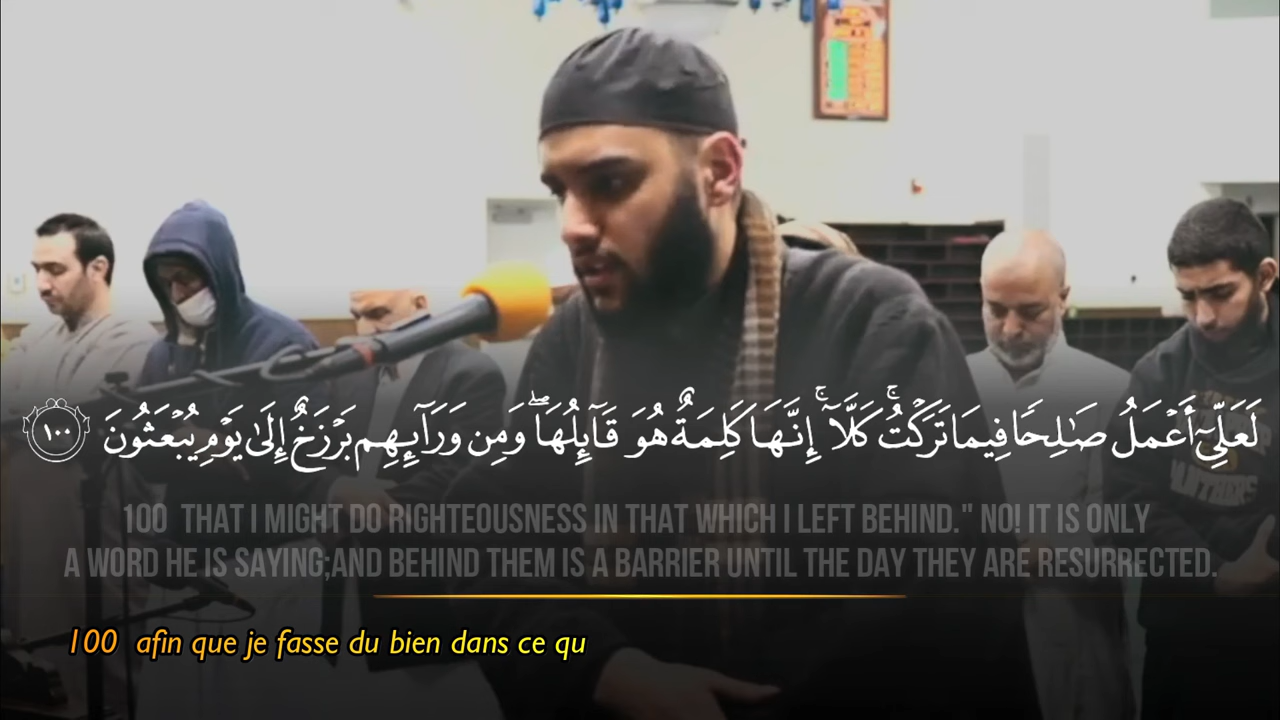 لَعَلِّىٓ أَعْمَلُ صَٰلِحًا فِيمَا تَرَكْتُ ۚ كَلَّآ ۚ إِنَّهَا كَلِمَةٌ هُوَ قَآئِلُهَا ۖ وَمِن وَرَآئِهِم بَرْزَخٌ إِلَىٰ يَوْمِ يُبْعَثُونَ ١٠٠
100 THAT I MIGHT DO RIGHTEOUSNESS IN THAT WHICH I LEFT BEHIND." NO! IT IS ONLY
A WORD HE IS SAYING;AND BEHIND THEM IS A BARRIER UNTIL THE DAY THEY ARE RESURRECTED.
100 afin que je fasse du bien dans ce qu